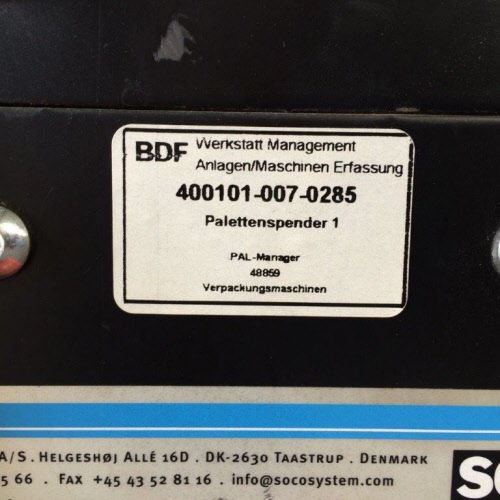 BDF Werkstatt Management
Anlagen/Maschinen Erfassung
400101-007-0285
Palettenspender 1
PAL-Manager
48859
Verpackungsmaschinen
A/S . HELGESHØJ ALLÉ 16D . DK-2630 TAASTRUP . DENMARK
5 66 . FAX +45 43 52 81 16 . info@socosystem.com